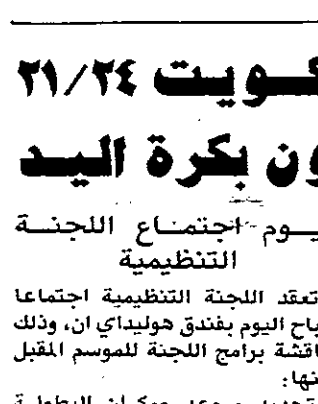 كويت ٢١/٢٤
ون بكرة اليد
يوم اجتماع اللجنة
التنظيمية
تعقد اللجنة التنظيمية اجتماعا
باح اليوم بفندق هوليداي ان، وذلك
اقشة برامج اللجنة للموسم المقبل
نها: